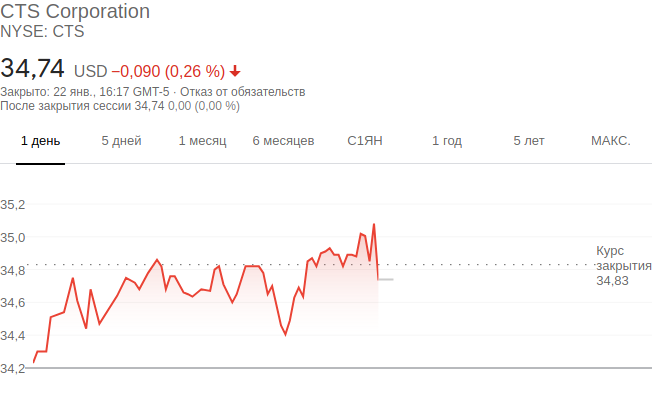 CTS Corporation
NYSE: CTS
34,74 USD −0,090 (0,26 %)
Закрыто: 22 янв., 16:17 GMT-5 · Отказ от обязательств
После закрытия сессии 34,74 0,00 (0,00 %)
1 день 5 дней 1 месяц 6 месяцев С1ЯН 1 год 5 лет МАКС.
35,2
35,0
34,8
34,6
34,4
34,2
Курс
закрытия
34,83